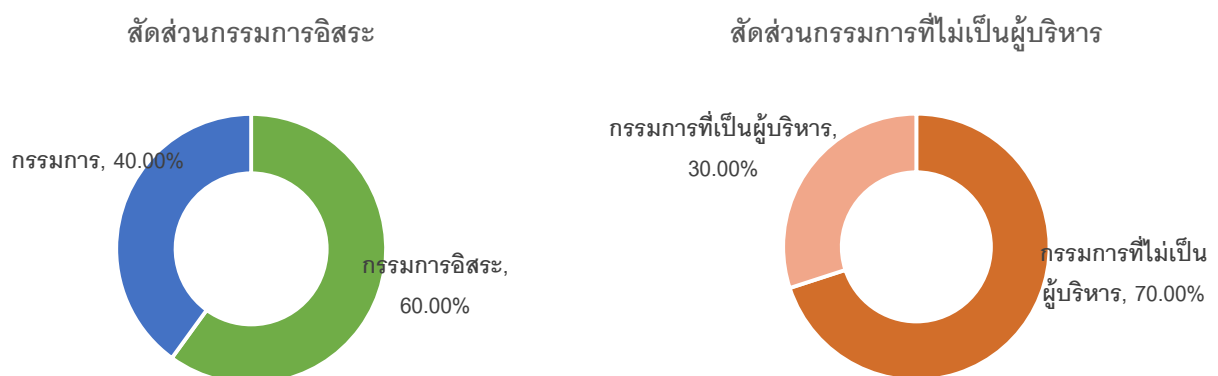 สัดส่วนกรรมการอิสระ
กรรมการ, 40.00%
กรรมการอิสระ,
60.00%
สัดส่วนกรรมการที่ไม่เป็นผู้บริหาร
กรรมการที่เป็นผู้บริหาร,
30.00%
กรรมการที่ไม่เป็น
ผู้บริหาร, 70.00%